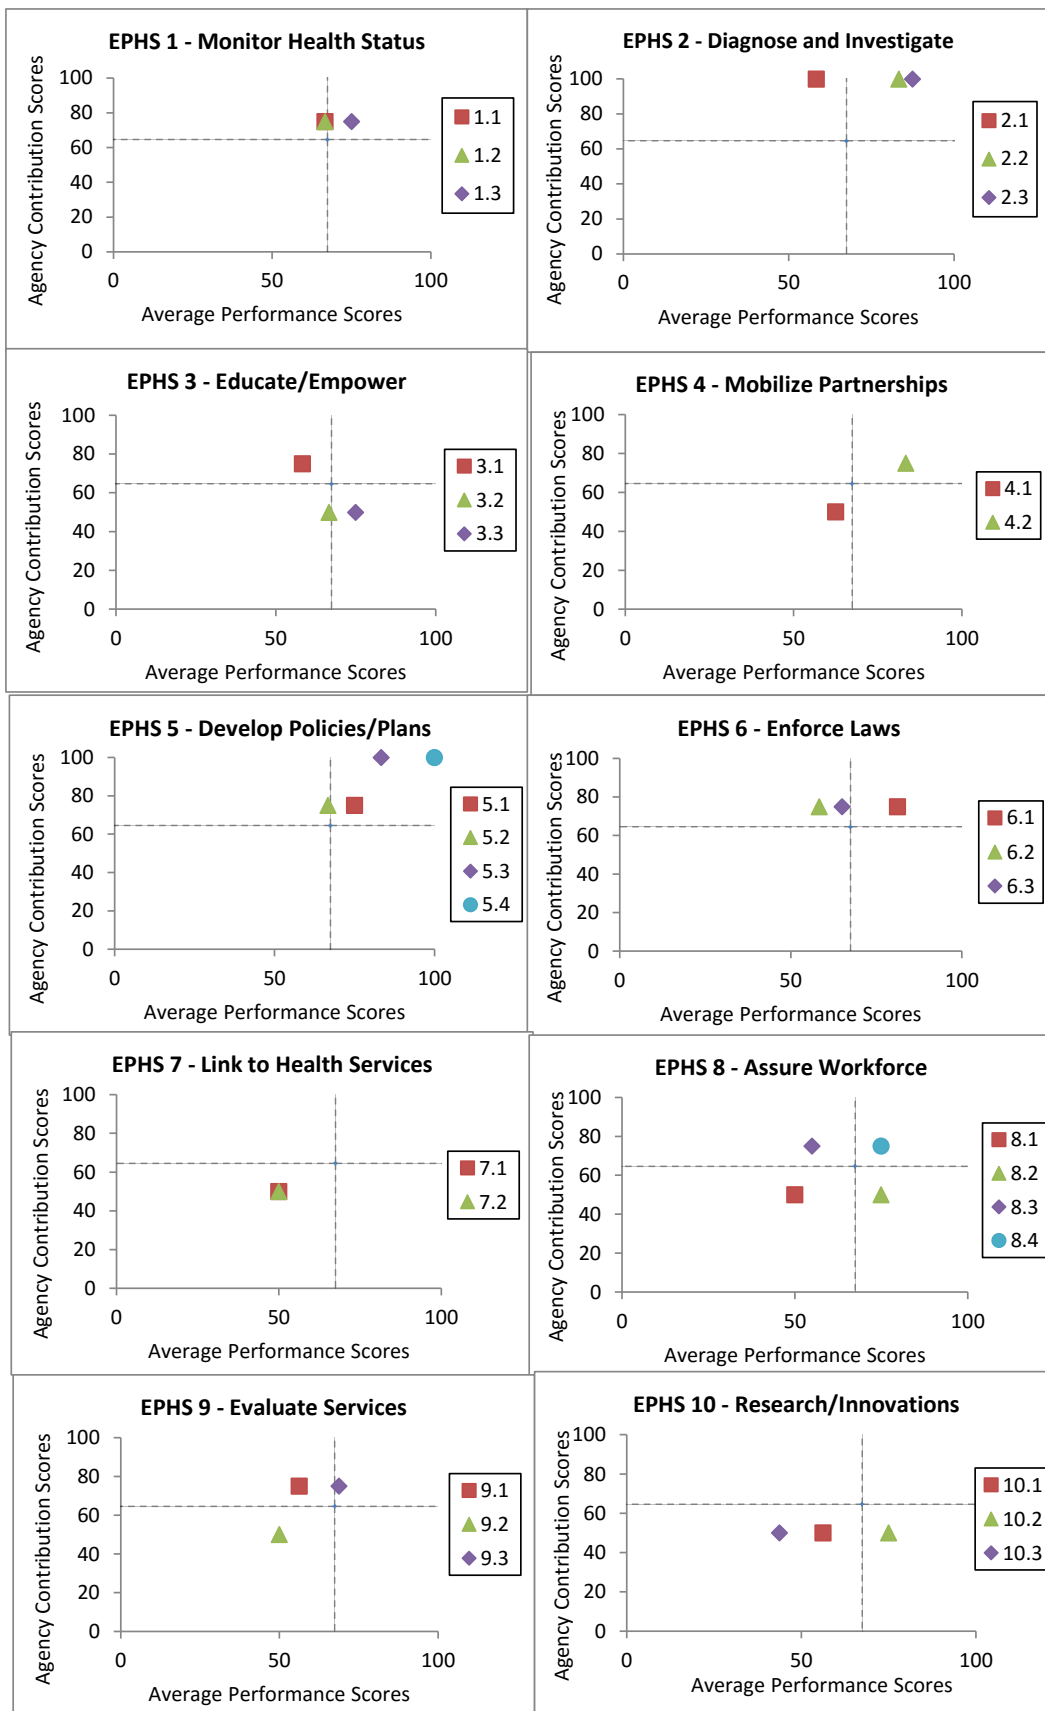 EPHS 1 - Monitor Health Status
Agency Contribution Scores
100
80
60
40
20
0
0 50 100
Average Performance Scores
1.1
1.2
1.3
EPHS 2 - Diagnose and Investigate
Agency Contribution Scores
100
80
60
40
20
0
0 50 100
Average Performance Scores
2.1
2.2
2.3
EPHS 3 - Educate/Empower
Agency Contribution Scores
100
80
60
40
20
0
0 50 100
Average Performance Scores
3.1
3.2
3.3
EPHS 4 - Mobilize Partnerships
Agency Contribution Scores
100
80
60
40
20
0
0 50 100
Average Performance Scores
4.1
4.2
EPHS 5 - Develop Policies/Plans
Agency Contribution Scores
100
80
60
40
20
0
0 50 100
Average Performance Scores
5.1
5.2
5.3
5.4
EPHS 6 - Enforce Laws
Agency Contribution Scores
100
80
60
40
20
0
0 50 100
Average Performance Scores
6.1
6.2
6.3
EPHS 7 - Link to Health Services
Agency Contribution Scores
100
80
60
40
20
0
0 50 100
Average Performance Scores
7.1
7.2
EPHS 8 - Assure Workforce
Agency Contribution Scores
100
80
60
40
20
0
0 50 100
Average Performance Scores
8.1
8.2
8.3
8.4
EPHS 9 - Evaluate Services
Agency Contribution Scores
100
80
60
40
20
0
0 50 100
Average Performance Scores
9.1
9.2
9.3
EPHS 10 - Research/Innovations
Agency Contribution Scores
100
80
60
40
20
0
0 50 100
Average Performance Scores
10.1
10.2
10.3